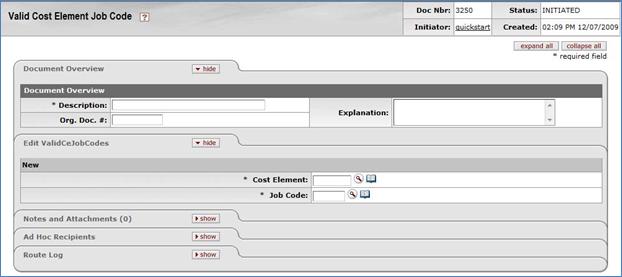 Valid Cost Element Job Code ? Doc Nbr: 3250 Status: INITIATED
Initiator: quickstart Created: 02:09 PM 12/07/2009
expand all collapse all
* required field
Document Overview hide
Document Overview
* Description: Explanation:
Org. Doc. #:
Edit ValidCeJobCodes hide
New
* Cost Element:
* Job Code:
Notes and Attachments (0) show
Ad Hoc Recipients show
Route Log show